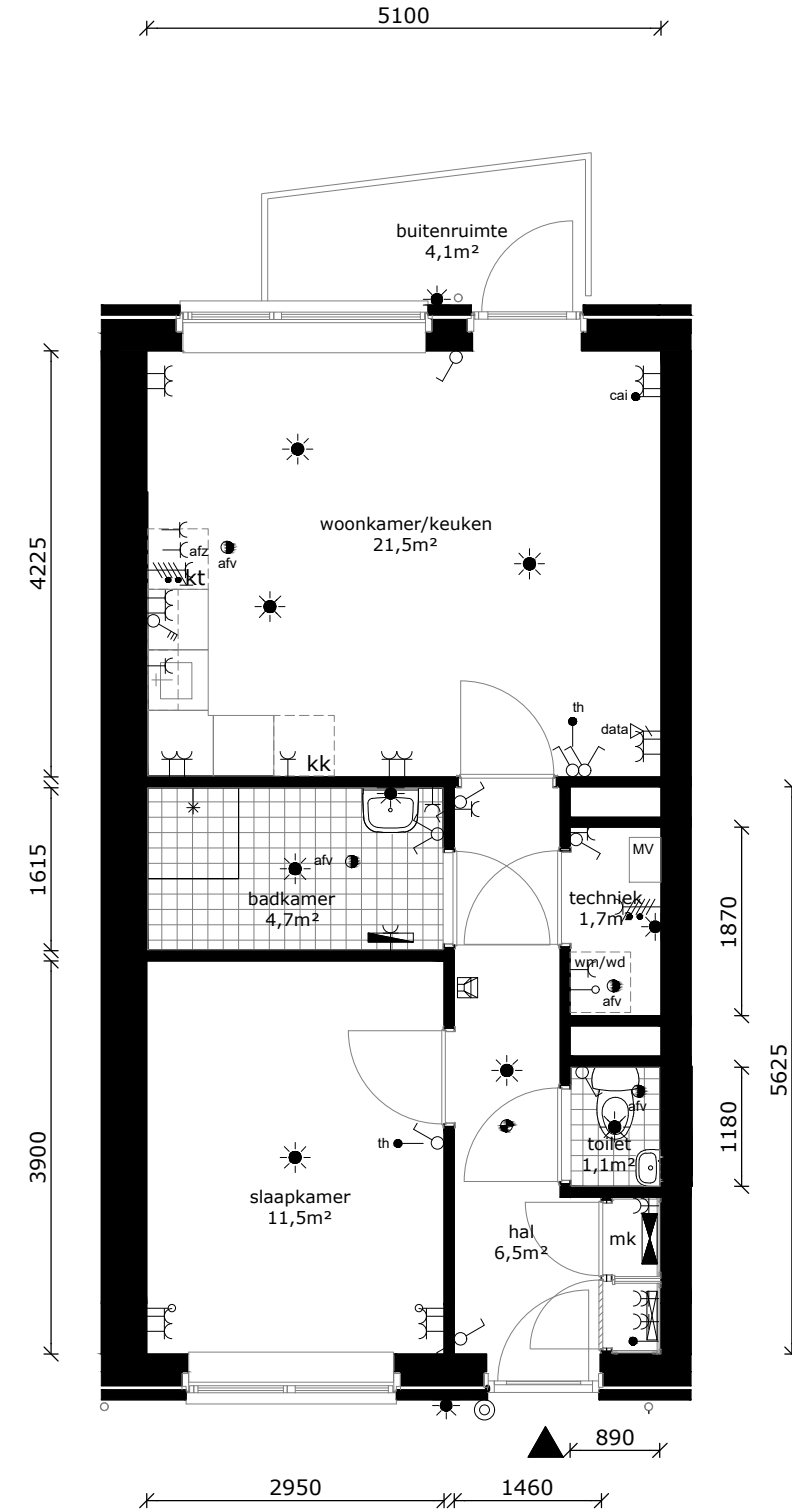 5100
buitenruimte
4,1m²
cai
4225
woonkamer/keuken
21,5m²
afz
afv
kt
th
data
kk
1615
afv
badkamer
4,7m²
MV
techniek
1,7m²
wm/wd
afv
1870
5625
3900
th
slaapkamer
11,5m²
afv
toilet
1,1m²
1180
hal
6,5m²
mk
890
2950
1460